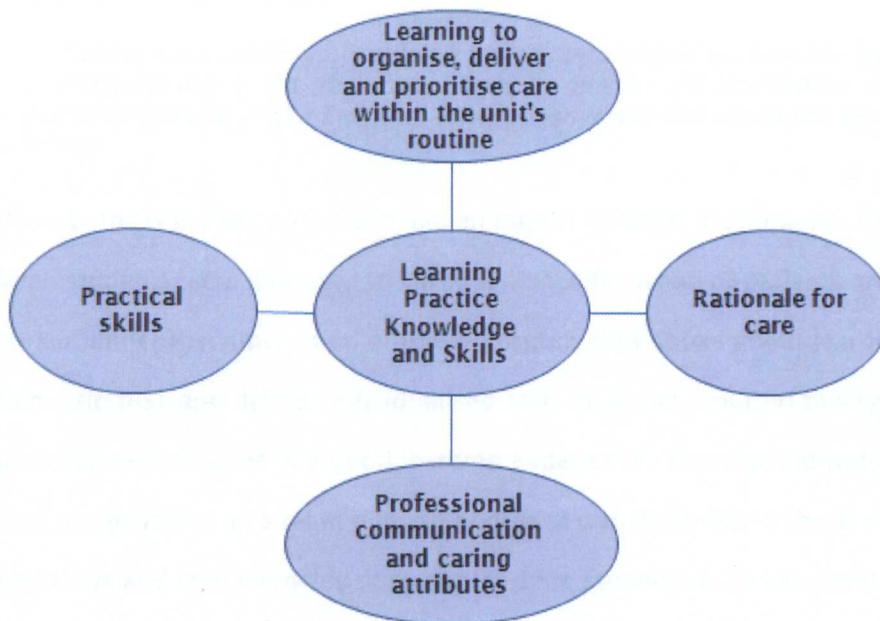 Learning to
organise, deliver
and prioritise care
within the unit's
routine
Practical
skills
Learning
Practice
Knowledge
and Skills
Rationale for
care
Professional
communication
and caring
attributes